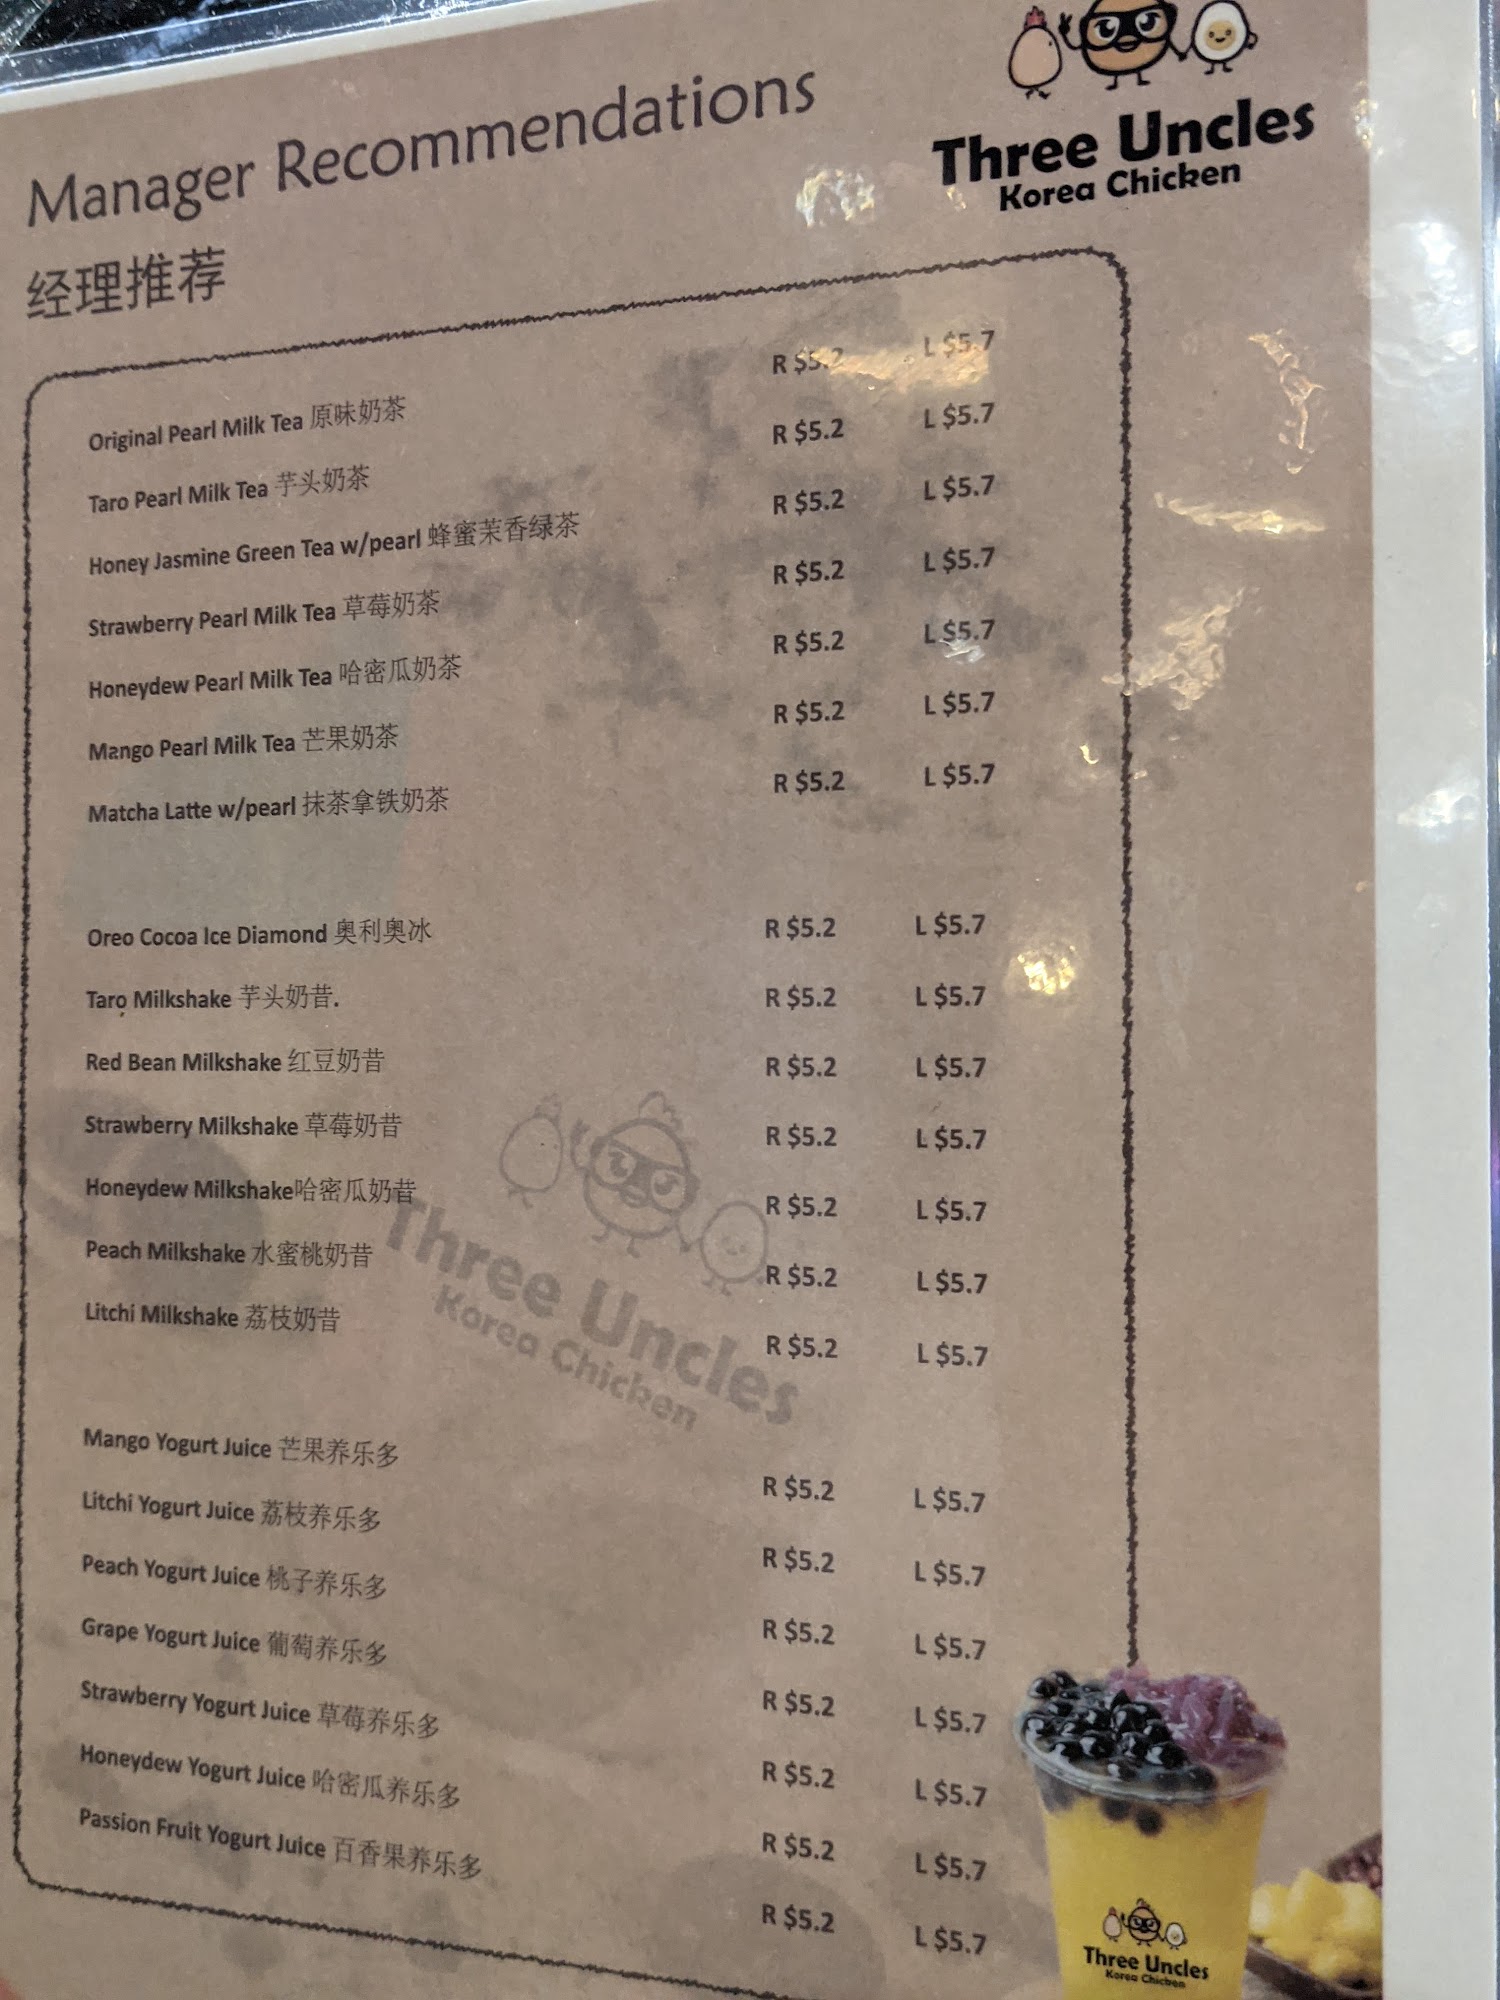 Three Uncles
Korea Chicken
Manager Recommendations
经理推荐
Original Pearl Milk Tea 原味奶茶 R $5.2 L $5.7
Taro Pearl Milk Tea 芋头奶茶 R $5.2 L $5.7
Honey Jasmine Green Tea w/pearl 蜂蜜茉香绿茶 R $5.2 L $5.7
Strawberry Pearl Milk Tea 草莓奶茶 R $5.2 L $5.7
Honeydew Pearl Milk Tea 哈密瓜奶茶 R $5.2 L $5.7
Mango Pearl Milk Tea 芒果奶茶 R $5.2 L $5.7
Matcha Latte w/pearl 抹茶拿铁奶茶 R $5.2 L $5.7
Oreo Cocoa Ice Diamond 奥利奥冰 R $5.2 L $5.7
Taro Milkshake 芋头奶昔. R $5.2 L $5.7
Red Bean Milkshake 红豆奶昔 R $5.2 L $5.7
Strawberry Milkshake 草莓奶昔 R $5.2 L $5.7
Honeydew Milkshake哈密瓜奶昔 R $5.2 L $5.7
Peach Milkshake 水蜜桃奶昔 R $5.2 L $5.7
Litchi Milkshake 荔枝奶昔 R $5.2 L $5.7
Three Uncles
Korea Chicken
Mango Yogurt Juice 芒果养乐多 R $5.2 L $5.7
Litchi Yogurt Juice 荔枝养乐多 R $5.2 L $5.7
Peach Yogurt Juice 桃子养乐多 R $5.2 L $5.7
Grape Yogurt Juice 葡萄养乐多 R $5.2 L $5.7
Strawberry Yogurt Juice 草莓养乐多 R $5.2 L $5.7
Honeydew Yogurt Juice 哈密瓜养乐多 R $5.2 L $5.7
Passion Fruit Yogurt Juice 百香果养乐多 R $5.2 L $5.7
Three Uncles
Korea Chicken